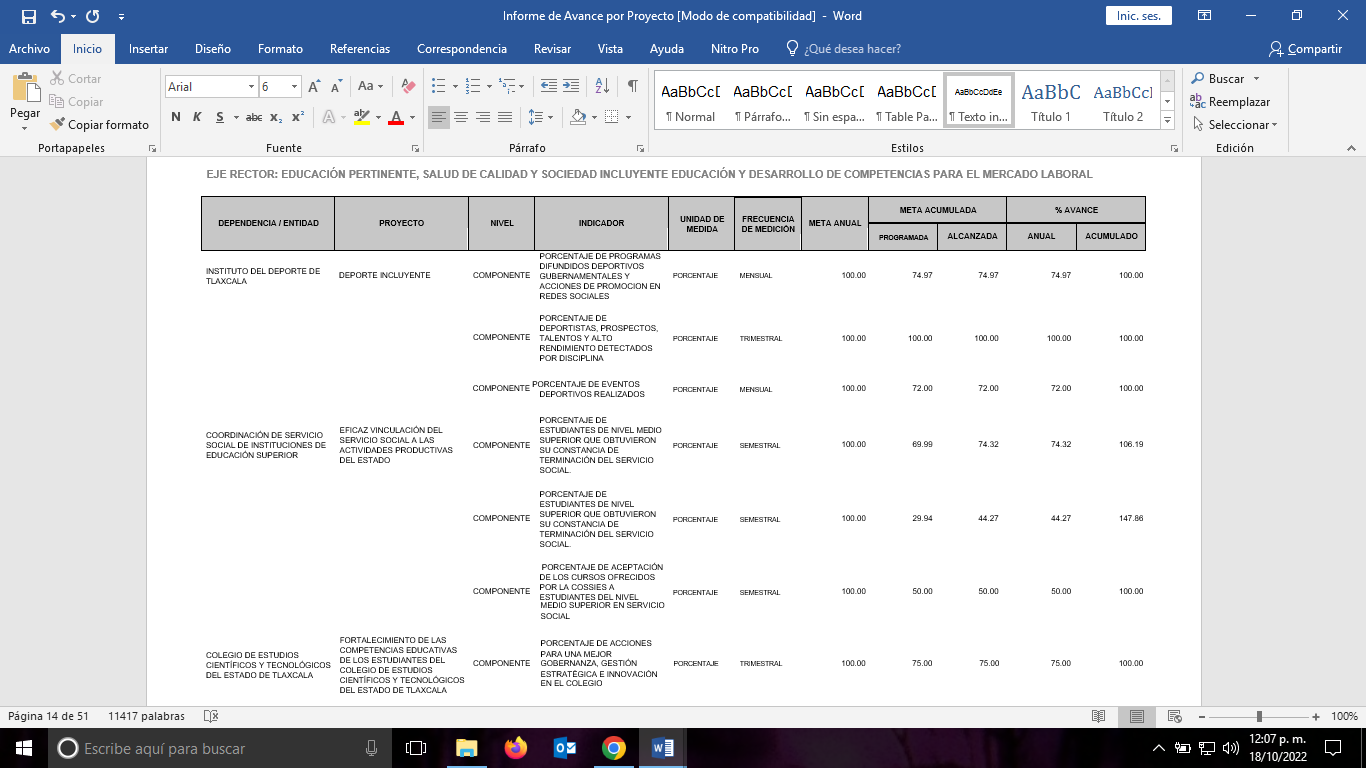 Informe de Avance por Proyecto [Modo de compatibilidad] - Word
Inic. ses.
Archivo Inicio Insertar Diseño Formato Referencias Correspondencia Revisar Vista Ayuda Nitro Pro ¿Qué desea hacer? Compartir
Pegar
Cortar
Copiar
Copiar formato
Portapapeles
Arial 6
N K S abc x₂ x²
Fuente
Párrafo
AaBbCcI AaBbCcD AaBbCcI AaBbCcD AaBbCcDdEe AaBbC AaBbCcI
¶ Normal ¶ Párrafo... ¶ Sin espa... ¶ Table Pa... ¶ Texto in... Título 1 Título 2
Estilos
Buscar
Reemplazar
Seleccionar
Edición
EJE RECTOR: EDUCACIÓN PERTINENTE, SALUD DE CALIDAD Y SOCIEDAD INCLUYENTE EDUCACIÓN Y DESARROLLO DE COMPETENCIAS PARA EL MERCADO LABORAL
DEPENDENCIA / ENTIDAD PROYECTO NIVEL INDICADOR UNIDAD DE MEDIDA FRECUENCIA DE MEDICIÓN META ANUAL META ACUMULADA % AVANCE
PROGRAMADA ALCANZADA ANUAL ACUMULADO
INSTITUTO DEL DEPORTE DE
TLAXCALA
DEPORTE INCLUYENTE
COMPONENTE
PORCENTAJE DE PROGRAMAS
DIFUNDIDOS DEPORTIVOS
GUBERNAMENTALES Y
ACCIONES DE PROMOCION EN
REDES SOCIALES
PORCENTAJE MENSUAL 100.00 74.97 74.97 74.97 100.00
COMPONENTE
PORCENTAJE DE
DEPORTISTAS, PROSPECTOS,
TALENTOS Y ALTO
RENDIMIENTO DETECTADOS
POR DISCIPLINA
PORCENTAJE TRIMESTRAL 100.00 100.00 100.00 100.00 100.00
COMPONENTE
PORCENTAJE DE EVENTOS
DEPORTIVOS REALIZADOS
PORCENTAJE MENSUAL 100.00 72.00 72.00 72.00 100.00
COORDINACIÓN DE SERVICIO
SOCIAL DE INSTITUCIONES DE
EDUCACIÓN SUPERIOR
EFICAZ VINCULACIÓN DEL
SERVICIO SOCIAL A LAS
ACTIVIDADES PRODUCTIVAS
DEL ESTADO
COMPONENTE
PORCENTAJE DE
ESTUDIANTES DE NIVEL MEDIO
SUPERIOR QUE OBTUVIERON
SU CONSTANCIA DE
TERMINACIÓN DEL SERVICIO
SOCIAL.
PORCENTAJE SEMESTRAL 100.00 69.99 74.32 74.32 106.19
COMPONENTE
PORCENTAJE DE
ESTUDIANTES DE NIVEL
SUPERIOR QUE OBTUVIERON
SU CONSTANCIA DE
TERMINACIÓN DEL SERVICIO
SOCIAL.
PORCENTAJE SEMESTRAL 100.00 29.94 44.27 44.27 147.86
COMPONENTE
PORCENTAJE DE ACEPTACIÓN
DE LOS CURSOS OFRECIDOS
POR LA COSSIES A
ESTUDIANTES DEL NIVEL
MEDIO SUPERIOR EN SERVICIO
SOCIAL
PORCENTAJE SEMESTRAL 100.00 50.00 50.00 50.00 100.00
COLEGIO DE ESTUDIOS
CIENTÍFICOS Y TECNOLÓGICOS
DEL ESTADO DE TLAXCALA
FORTALECIMIENTO DE LAS
COMPETENCIAS EDUCATIVAS
DE LOS ESTUDIANTES DEL
COLEGIO DE ESTUDIOS
CIENTÍFICOS Y TECNOLÓGICOS
DEL ESTADO DE TLAXCALA
COMPONENTE
PORCENTAJE DE ACCIONES
PARA UNA MEJOR
GOBERNANZA, GESTIÓN
ESTRATÉGICA E INNOVACIÓN
EN EL COLEGIO
PORCENTAJE TRIMESTRAL 100.00 75.00 75.00 75.00 100.00
Página 14 de 51 11417 palabras 100%
Escribe aquí para buscar
12:07 p. m.
18/10/2022